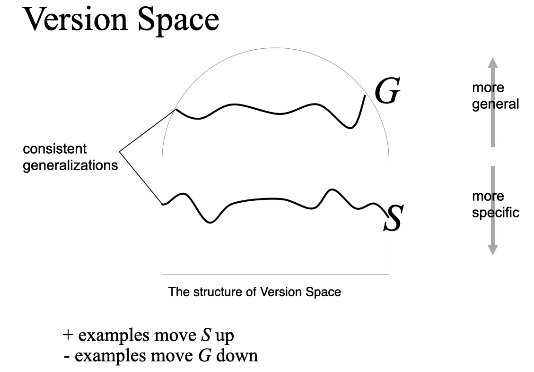 Version Space
G
more
general
consistent
generalizations
more
specific
S
The structure of Version Space
+ examples move S up
- examples move G down